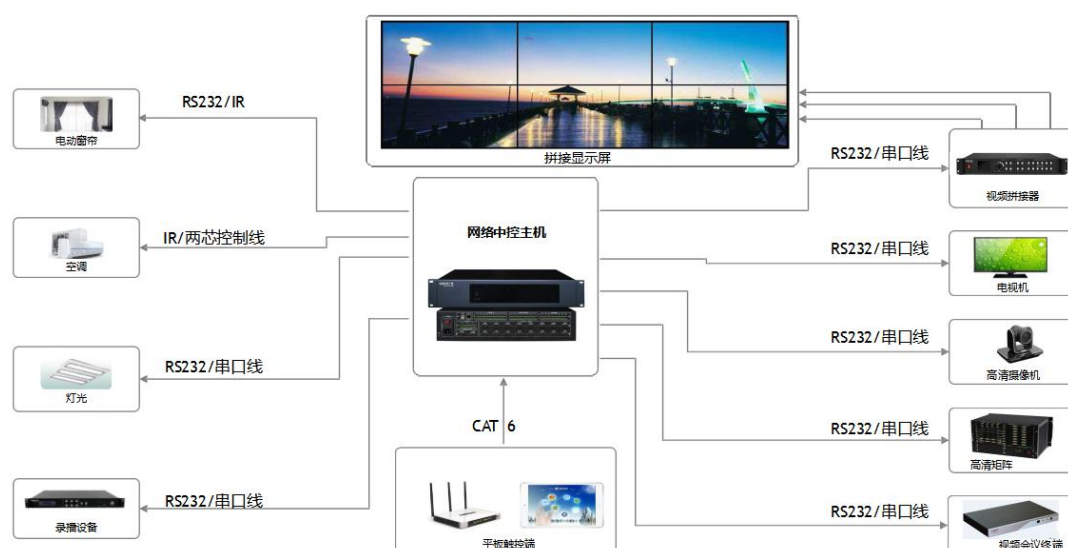 RS232/IR
电动窗帘
拼接显示屏
RS232/串口线
视频拼接器
IR/两芯控制线
空调
网络中控主机
RS232/串口线
电视机
RS232/串口线
灯光
RS232/串口线
高清摄像机
CAT 6
RS232/串口线
高清矩阵
RS232/串口线
录播设备
平板触控端
RS232/串口线
视频会议终端